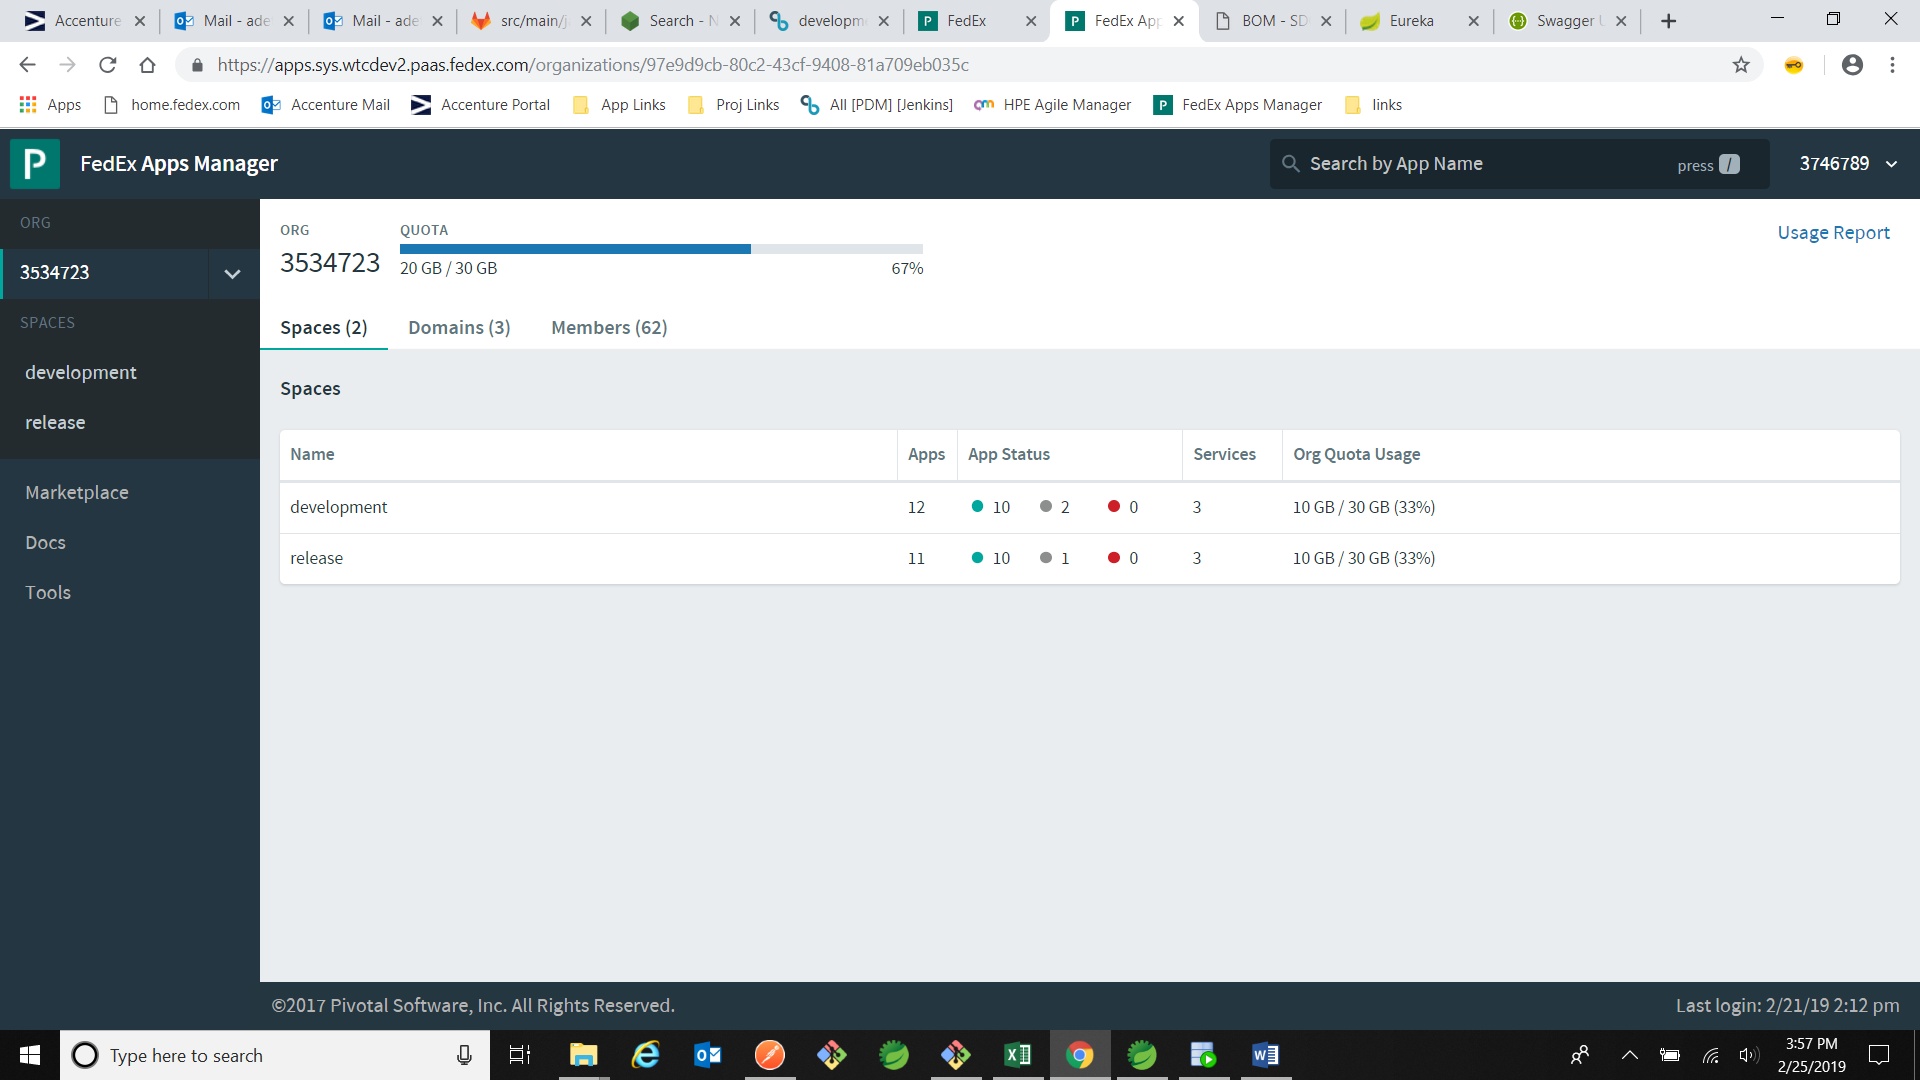 Accenture
Mail - ade
Mail - ade
src/main/j
Search - N
developm
FedEx
FedEx App
BOM - SD
Eureka
Swagger U
https://apps.sys.wtcdev2.paas.fedex.com/organizations/97e9d9cb-80c2-43cf-9408-81a709eb035c
Apps
home.fedex.com
Accenture Mail
Accenture Portal
App Links
Proj Links
All [PDM] [Jenkins]
HPE Agile Manager
FedEx Apps Manager
links
P FedEx Apps Manager
Search by App Name press /
3746789
ORG
3534723
SPACES
development
release
Marketplace
Docs
Tools
ORG QUOTA
3534723
20 GB / 30 GB 67%
Usage Report
Spaces (2) Domains (3) Members (62)
Spaces
Name Apps App Status Services Org Quota Usage
development 12 10 2 0 3 10 GB / 30 GB (33%)
release 11 10 1 0 3 10 GB / 30 GB (33%)
©2017 Pivotal Software, Inc. All Rights Reserved.
Last login: 2/21/19 2:12 pm
Type here to search
3:57 PM
2/25/2019